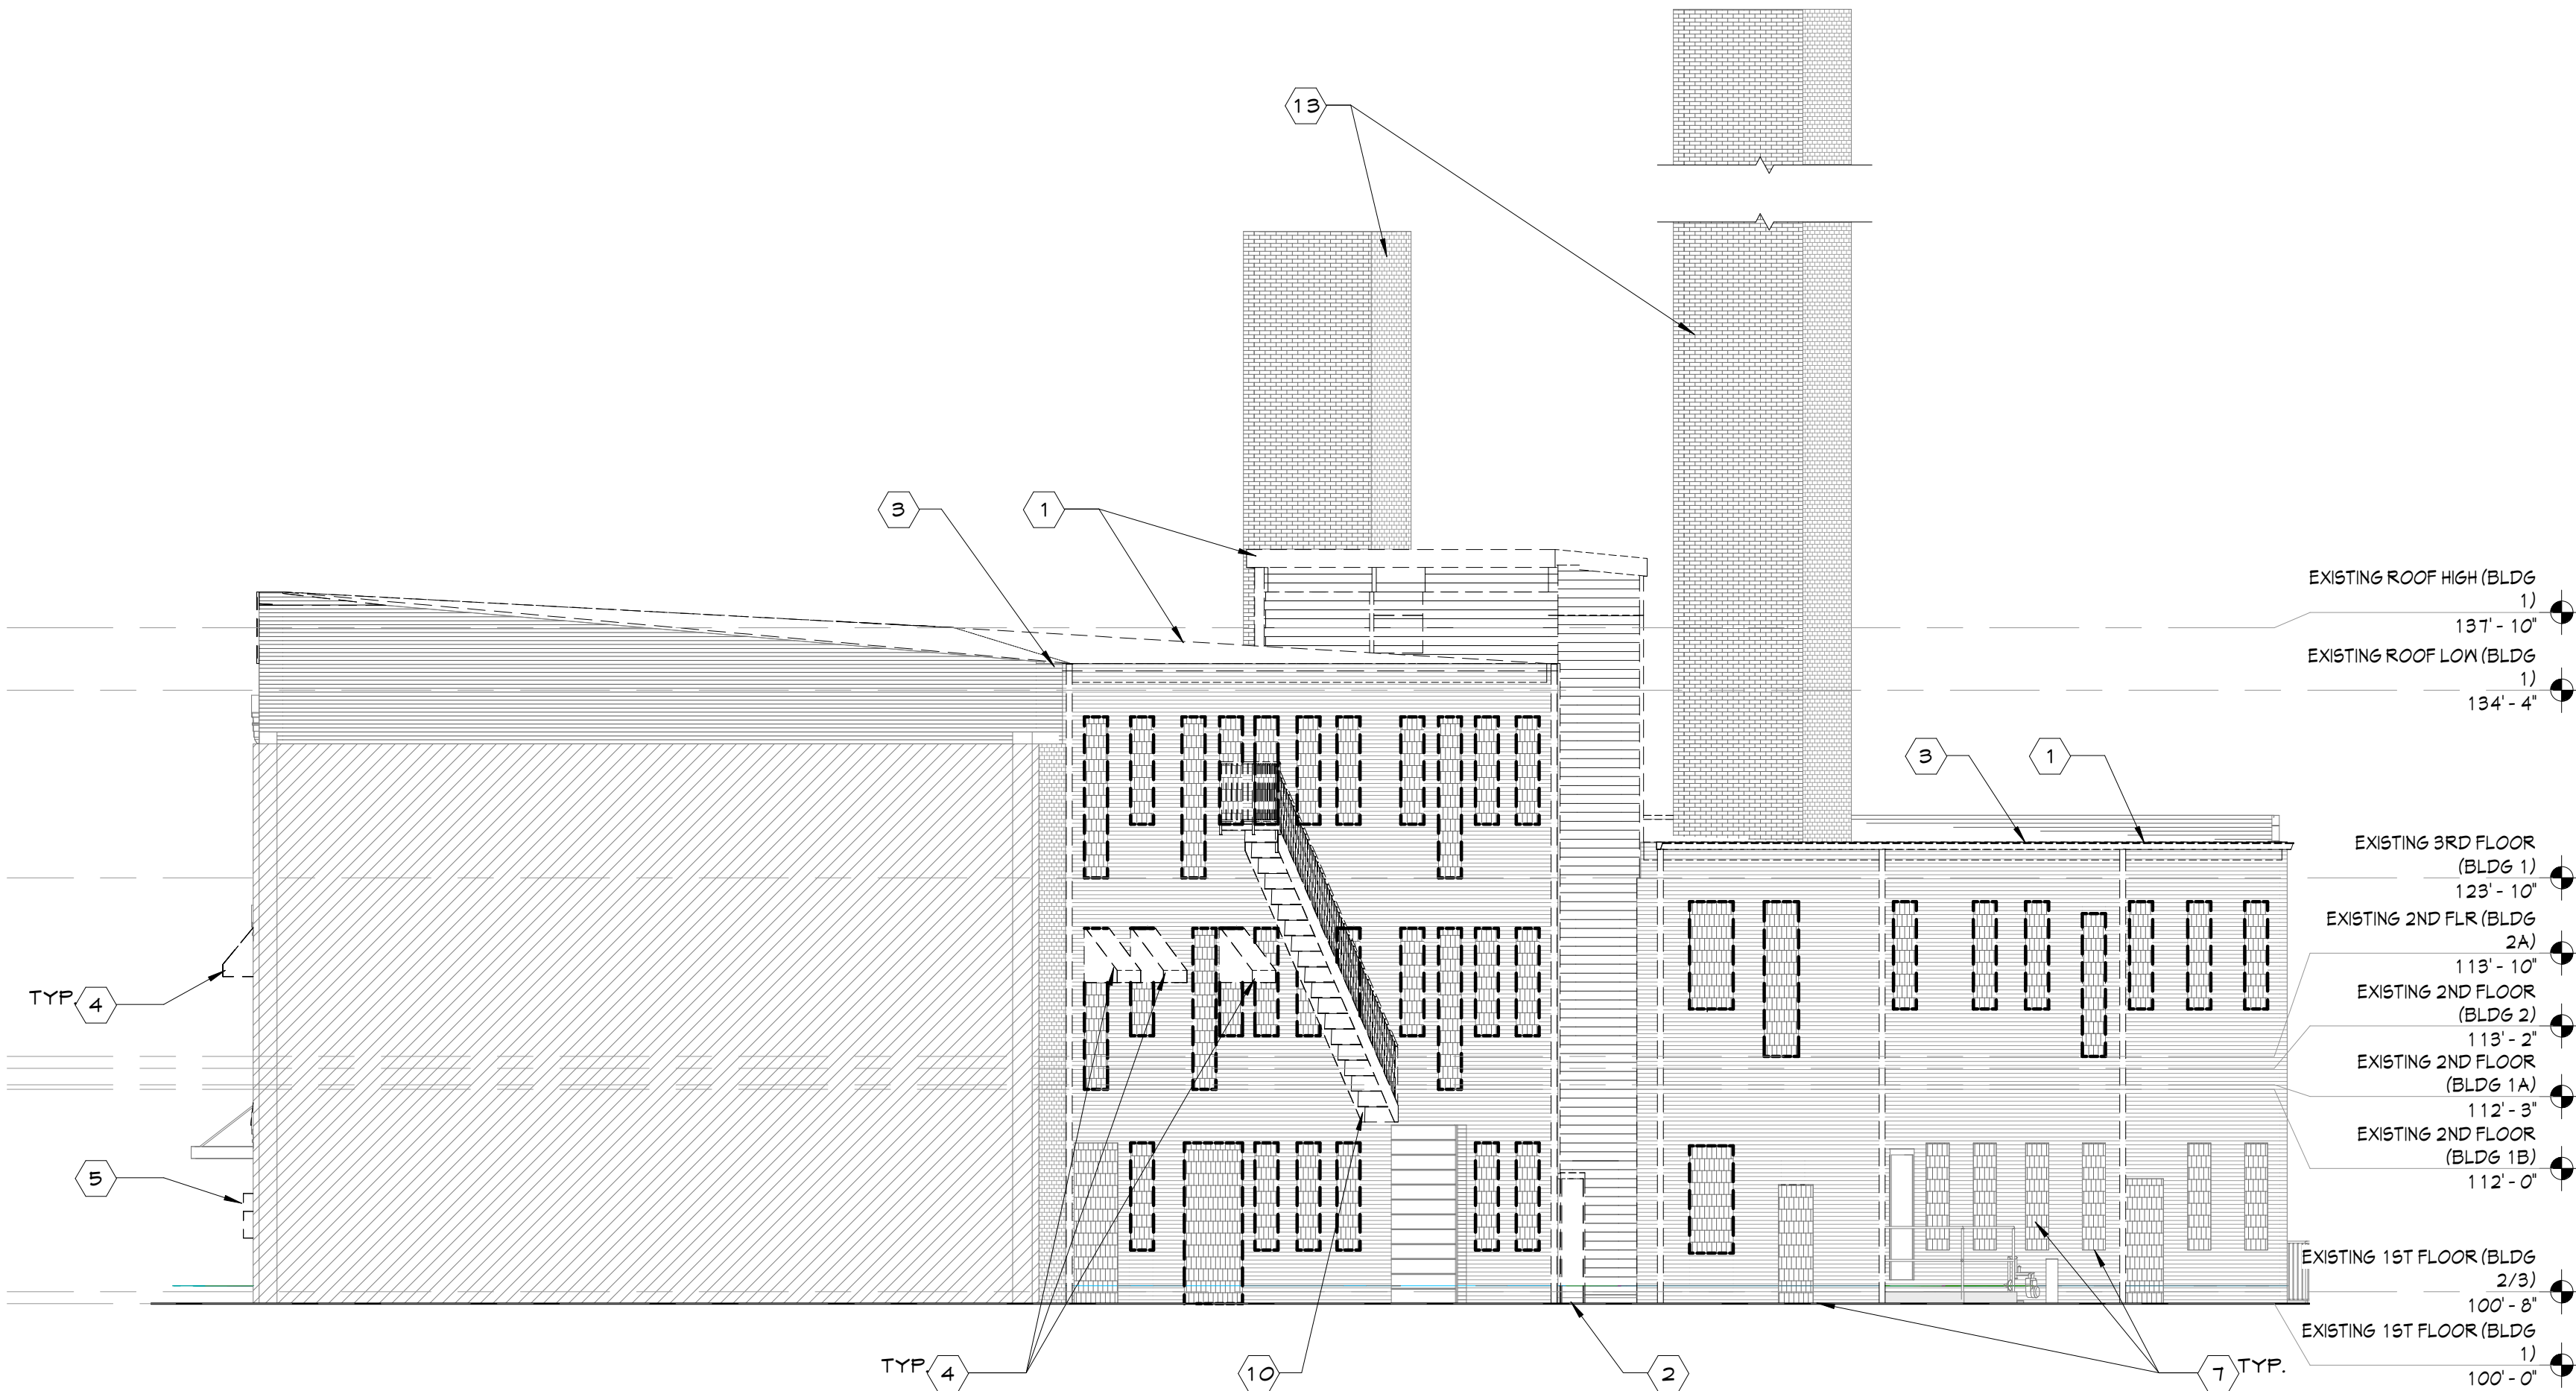 13
3
1
EXISTING ROOF HIGH (BLDG
1)
137' - 10"
EXISTING ROOF LOW (BLDG
1)
134' - 4"
3
1
EXISTING 3RD FLOOR
(BLDG 1)
123' - 10"
EXISTING 2ND FLR (BLDG
2A)
113' - 10"
TYP. 4
EXISTING 2ND FLOOR
(BLDG 2)
113' - 2"
EXISTING 2ND FLOOR
(BLDG 1A)
112' - 3"
EXISTING 2ND FLOOR
(BLDG 1B)
112' - 0"
5
EXISTING 1ST FLOOR (BLDG
2/3)
100' - 8"
EXISTING 1ST FLOOR (BLDG
1)
100' - 0"
TYP. 4
10
2
7 TYP.